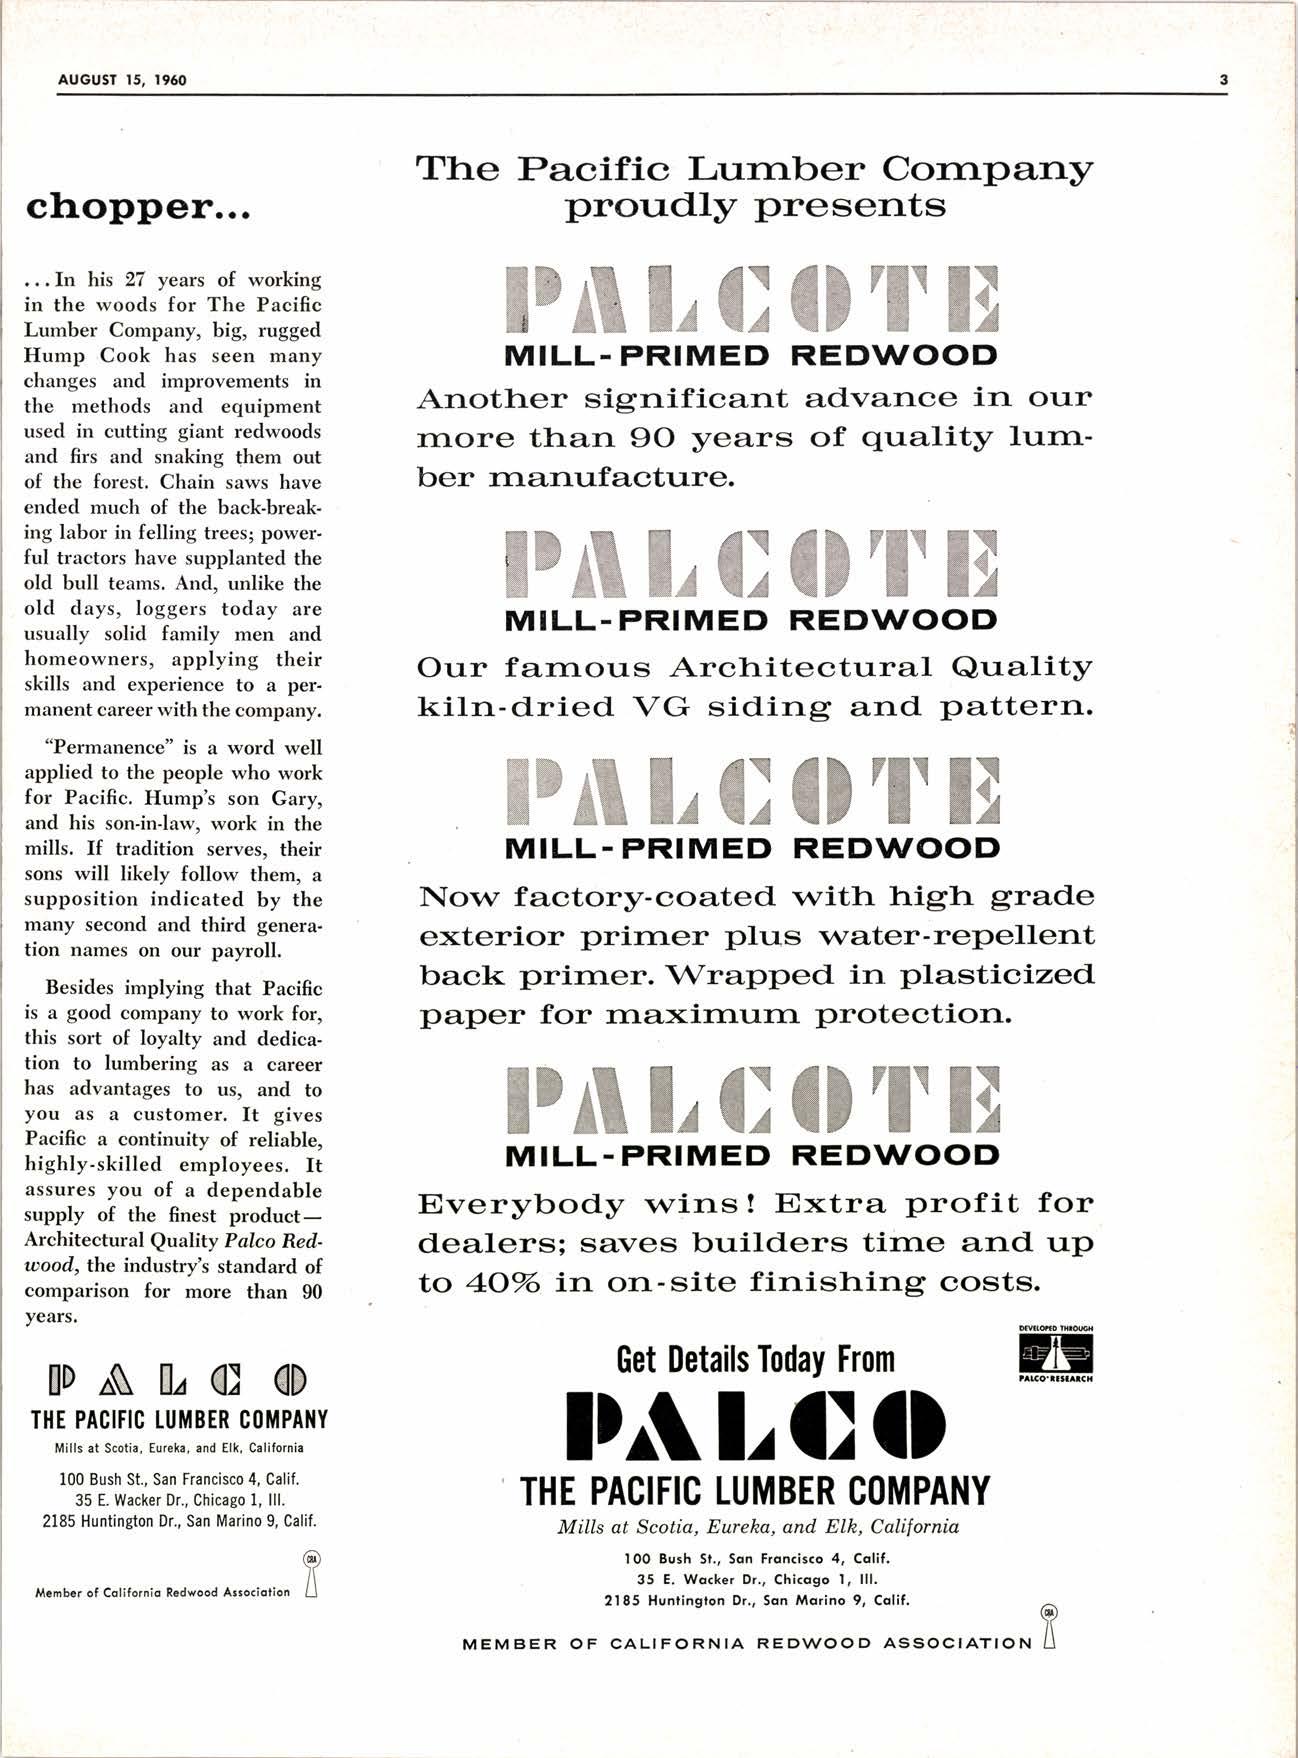 AUGUST 15, 1960
3
chopper...
...In his 27 years of working
in the woods for The Pacific
Lumber Company, big, rugged
Hump Cook has seen many
changes and improvements in
the methods and equipment
used in cutting giant redwoods
and firs and snaking them out
of the forest. Chain saws have
ended much of the back-break-
ing labor in felling trees; power-
ful tractors have supplanted the
old bull teams. And, unlike the
old days, loggers today are
usually solid family men and
homeowners, applying their
skills and experience to a per-
manent career with the company.
“Permanence” is a word well
applied to the people who work
for Pacific. Hump’s son Gary,
and his son-in-law, work in the
mills. If tradition serves, their
sons will likely follow them, a
supposition indicated by the
many second and third genera-
tion names on our payroll.
Besides implying that Pacific
is a good company to work for,
this sort of loyalty and dedica-
tion to lumbering as a career
has advantages to us, and to
you as a customer. It gives
Pacific a continuity of reliable,
highly-skilled employees. It
assures you of a dependable
supply of the finest product—
Architectural Quality Palco Red-
wood, the industry’s standard of
comparison for more than 90
years.
PALCO
THE PACIFIC LUMBER COMPANY
Mills at Scotia, Eureka, and Elk, California
100 Bush St., San Francisco 4, Calif.
35 E. Wacker Dr., Chicago 1, Ill.
2185 Huntington Dr., San Marino 9, Calif.
CRA
Member of California Redwood Association
The Pacific Lumber Company
proudly presents
PALCOTE
MILL-PRIMED REDWOOD
Another significant advance in our
more than 90 years of quality lum-
ber manufacture.
PALCOTE
MILL-PRIMED REDWOOD
Our famous Architectural Quality
kiln-dried VG siding and pattern.
PALCOTE
MILL-PRIMED REDWOOD
Now factory-coated with high grade
exterior primer plus water-repellent
back primer. Wrapped in plasticized
paper for maximum protection.
PALCOTE
MILL-PRIMED REDWOOD
Everybody wins! Extra profit for
dealers; saves builders time and up
to 40% in on-site finishing costs.
DEVELOPED THROUGH
PALCO RESEARCH
Get Details Today From
PALCO
THE PACIFIC LUMBER COMPANY
Mills at Scotia, Eureka, and Elk, California
100 Bush St., San Francisco 4, Calif.
35 E. Wacker Dr., Chicago 1, Ill.
2185 Huntington Dr., San Marino 9, Calif.
CRA
MEMBER OF CALIFORNIA REDWOOD ASSOCIATION